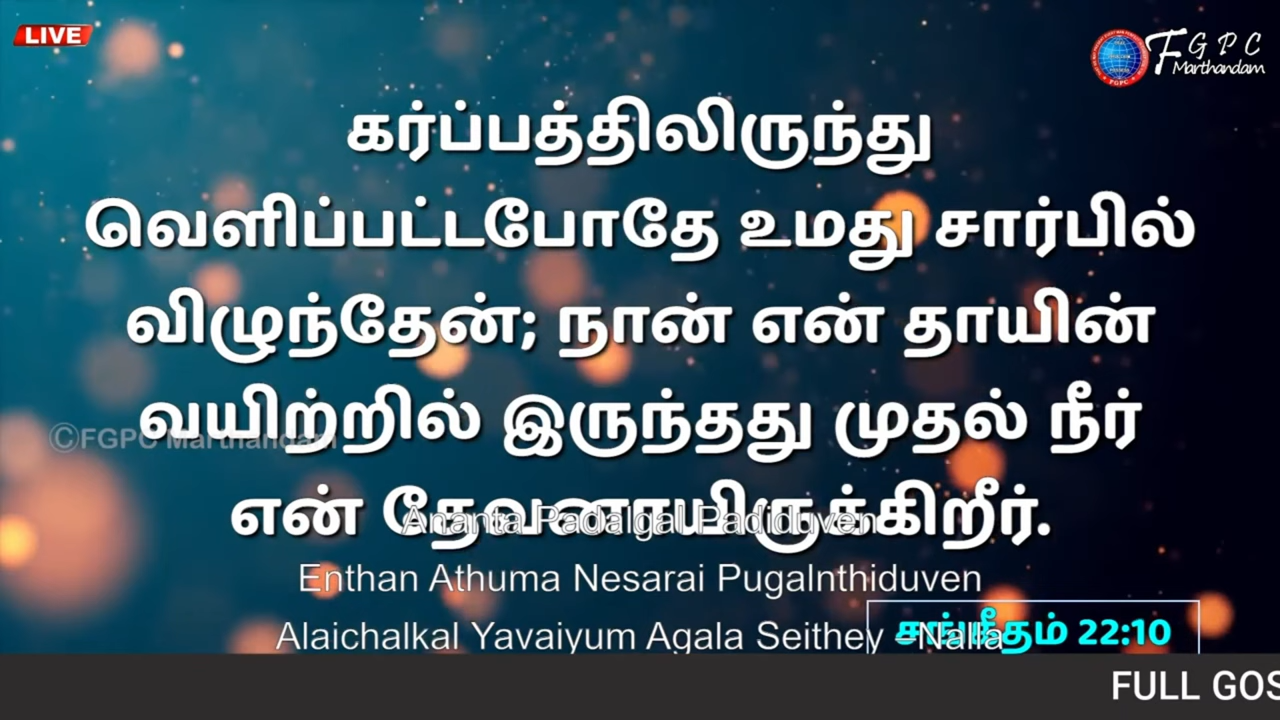 LIVE
F G P C
Marthandam
கர்ப்பத்திலிருந்து
வெளிப்பட்டபோதே உமது சார்பில்
விழுந்தேன்; நான் என் தாயின்
வயிற்றில் இருந்தது முதல் நீர்
©FGPC Marthandam
என் தேவனாயிருக்கிறீர்.
Ananta Padalgal Padiduven
Enthan Athuma Nesarai Pugalnthiduven
Alaichalkal Yavaiyum Agala Seithey –Nalla
சங்கீதம் 22:10
FULL GOS